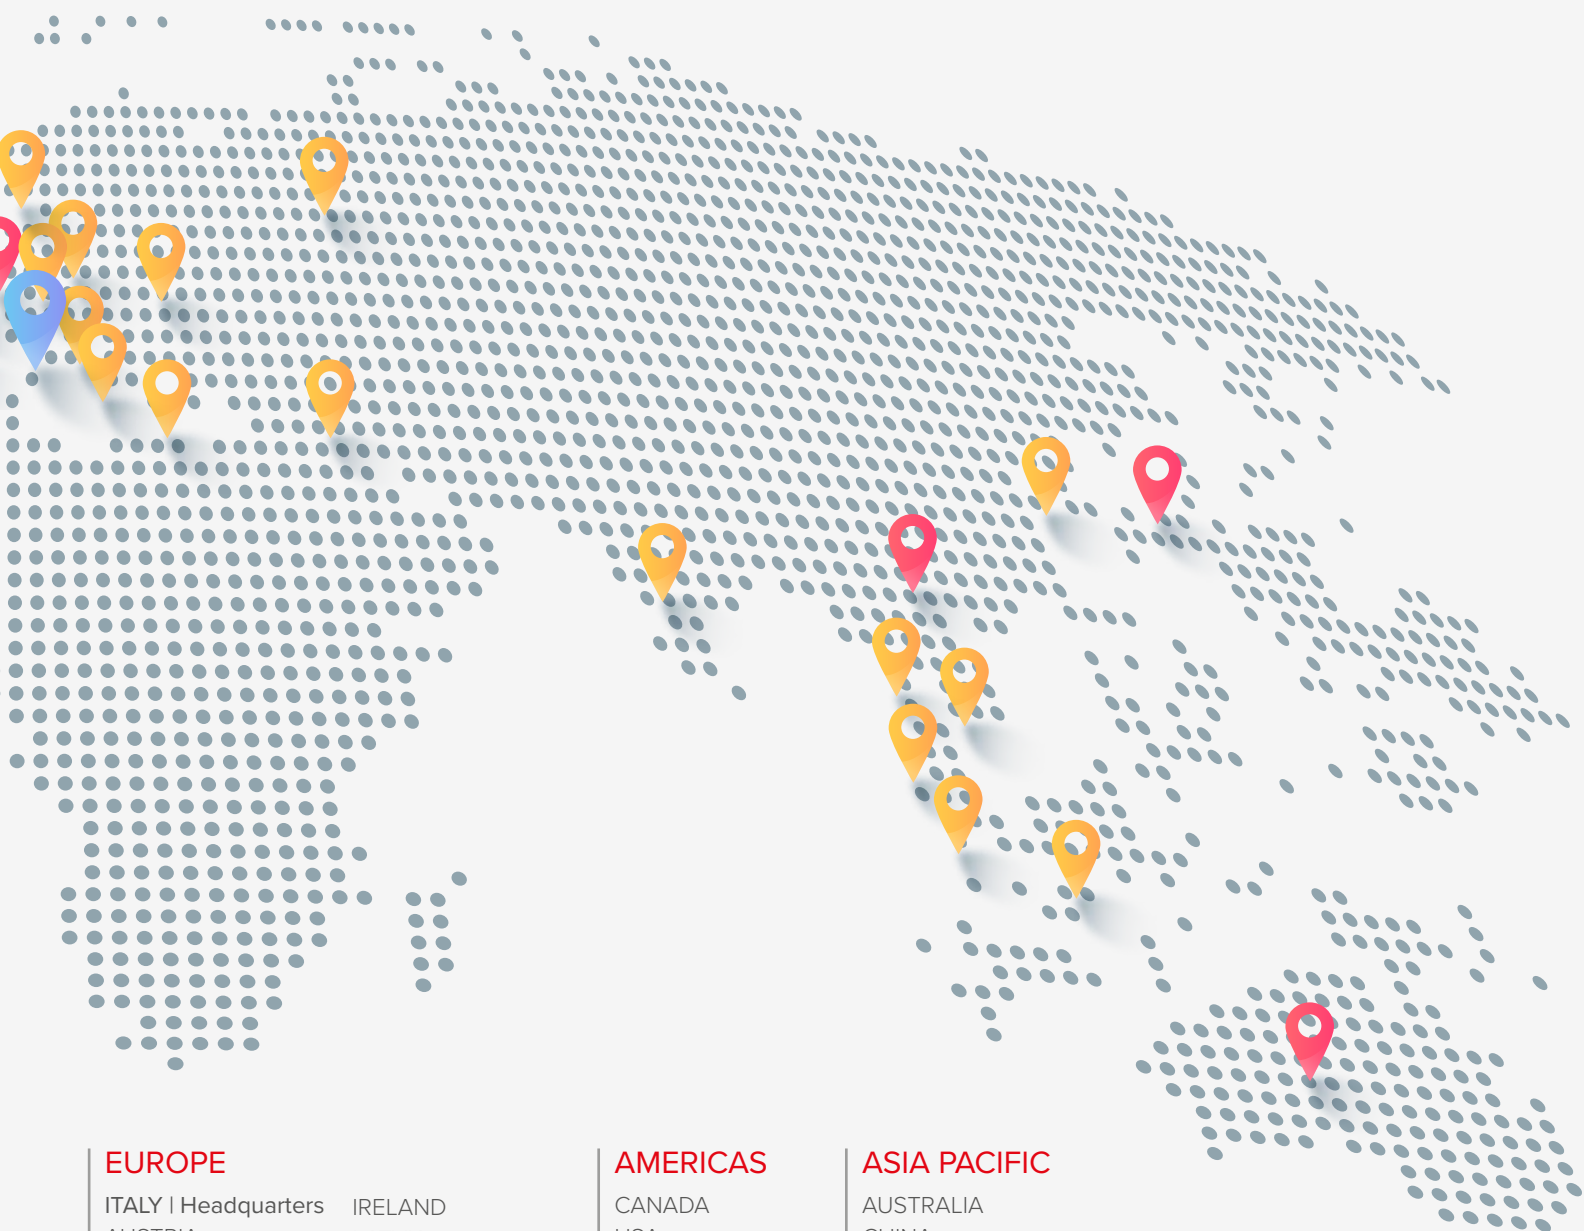 EUROPE
ITALY | Headquarters
IRELAND
AMERICAS
CANADA
ASIA PACIFIC
AUSTRALIA